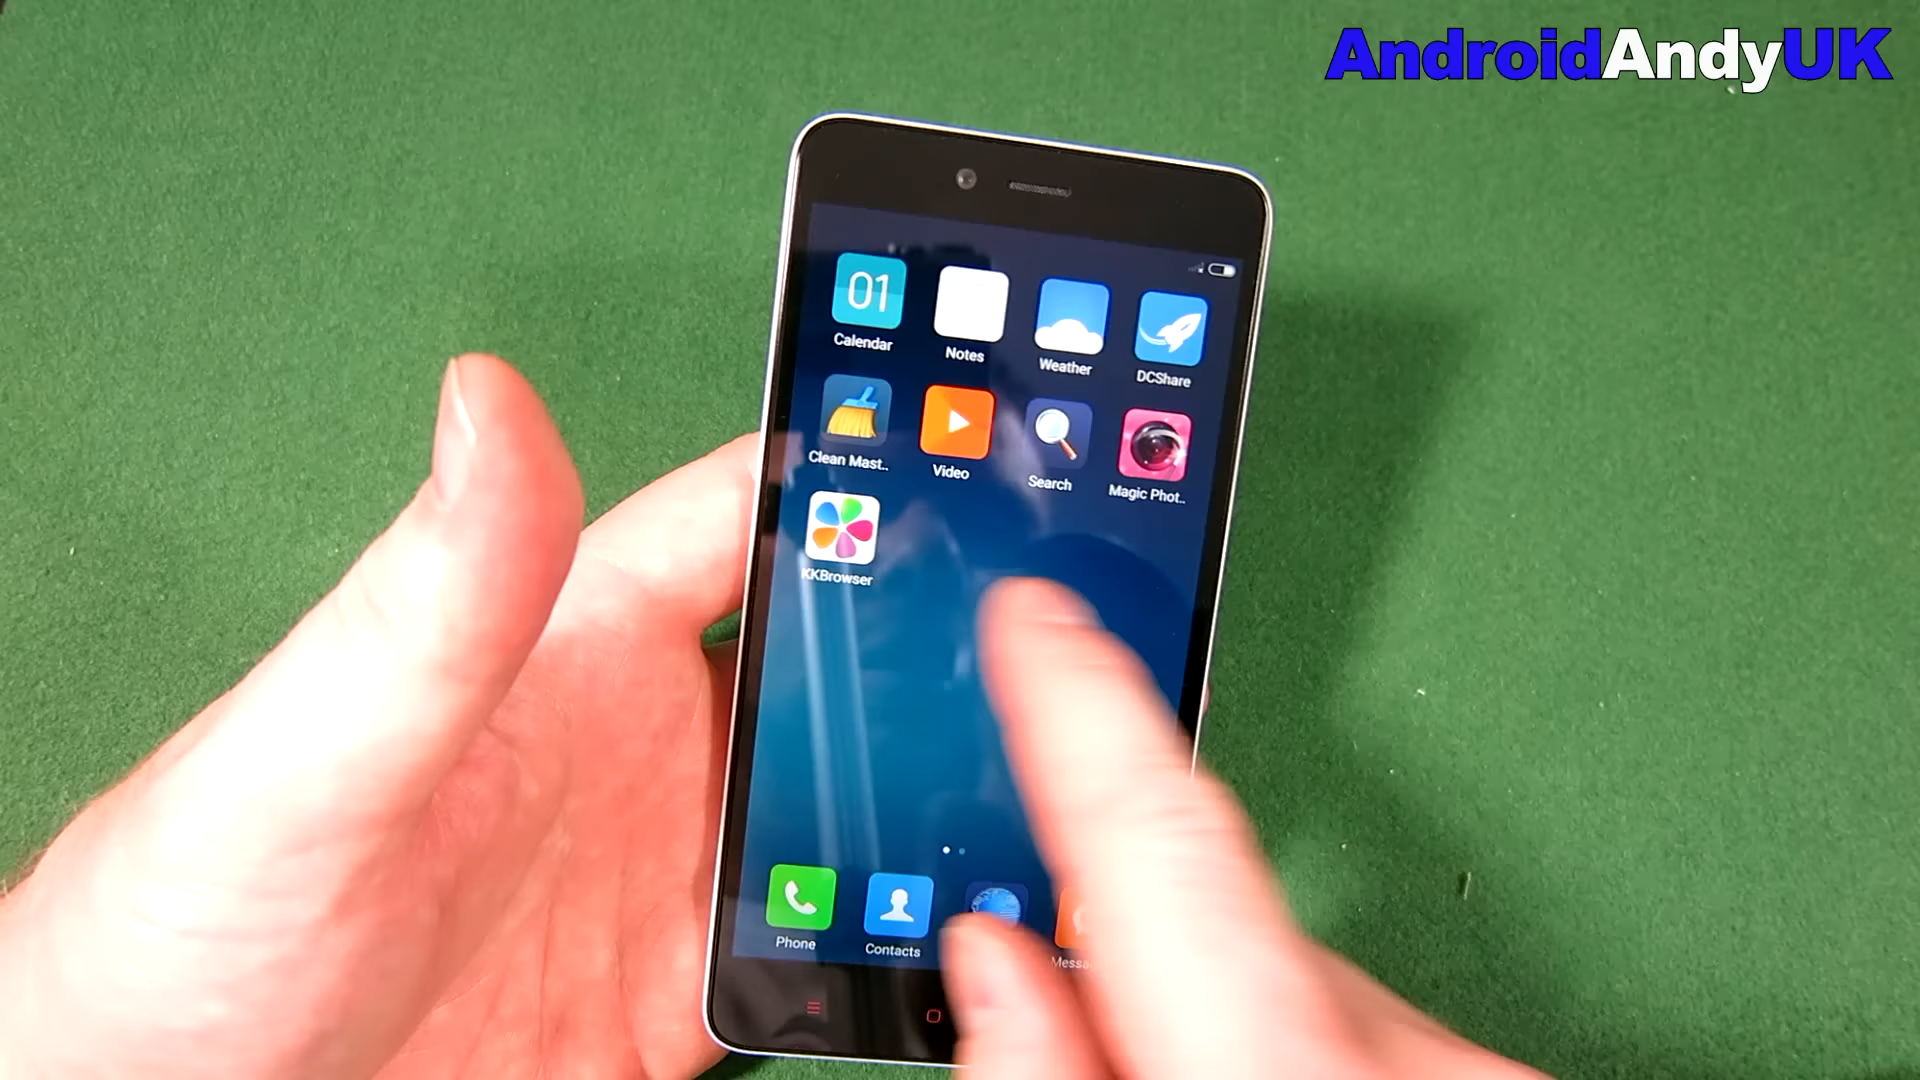 AndroidAndyUK
01
Calendar
Notes
Weather
DCShare
Clean Mast..
Video
Search
Magic Phot..
KKBrowser
Phone
Contacts